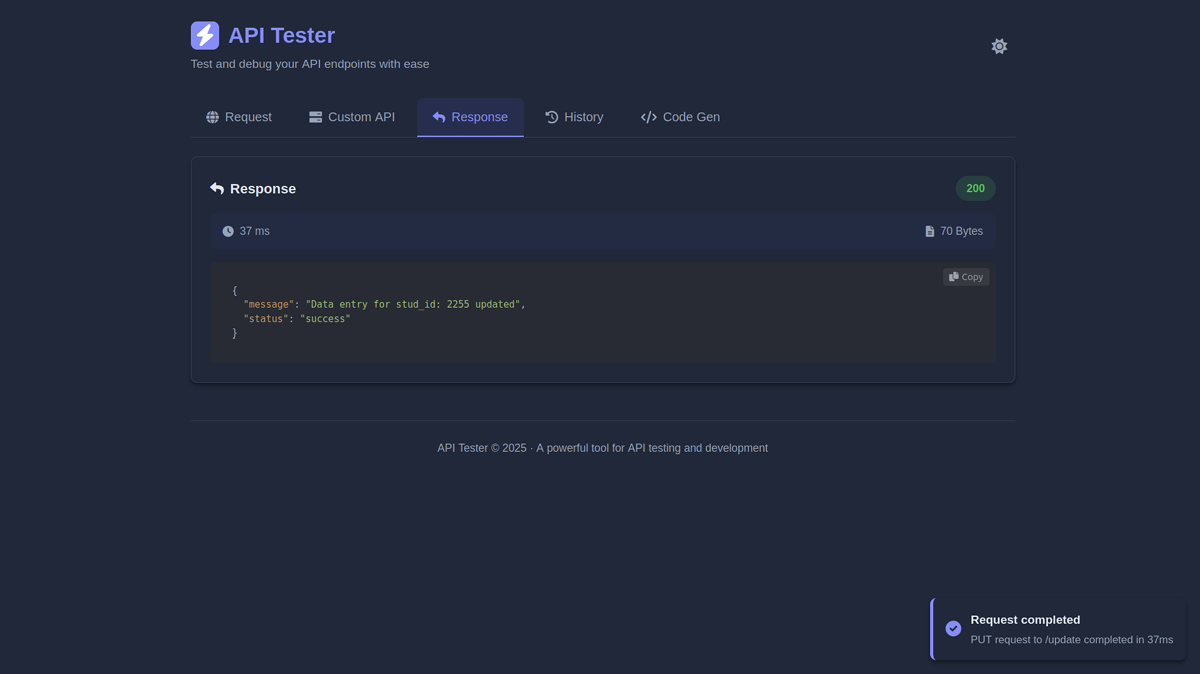 API Tester
Test and debug your API endpoints with ease
Request
Custom API
Response
History
Code Gen
Response
200
37 ms
70 Bytes
Copy
{
  "message": "Data entry for stud_id: 2255 updated",
  "status": "success"
}
API Tester © 2025 · A powerful tool for API testing and development
Request completed
PUT request to /update completed in 37ms